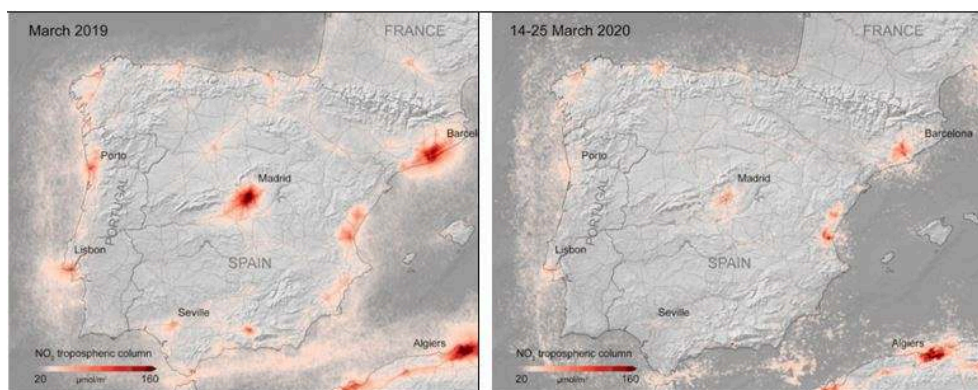 March 2019
FRANCE
Barcel
Porto
Madrid
PORTUGAL
Lisbon
SPAIN
Seville
NO₂ tropospheric column
Algiers
20 µmol/m² 160
14-25 March 2020
FRANCE
Barcelona
Porto
Madrid
PORTUGAL
Lisbon
SPAIN
Seville
NO₂ tropospheric column
Algiers
20 µmol/m² 160